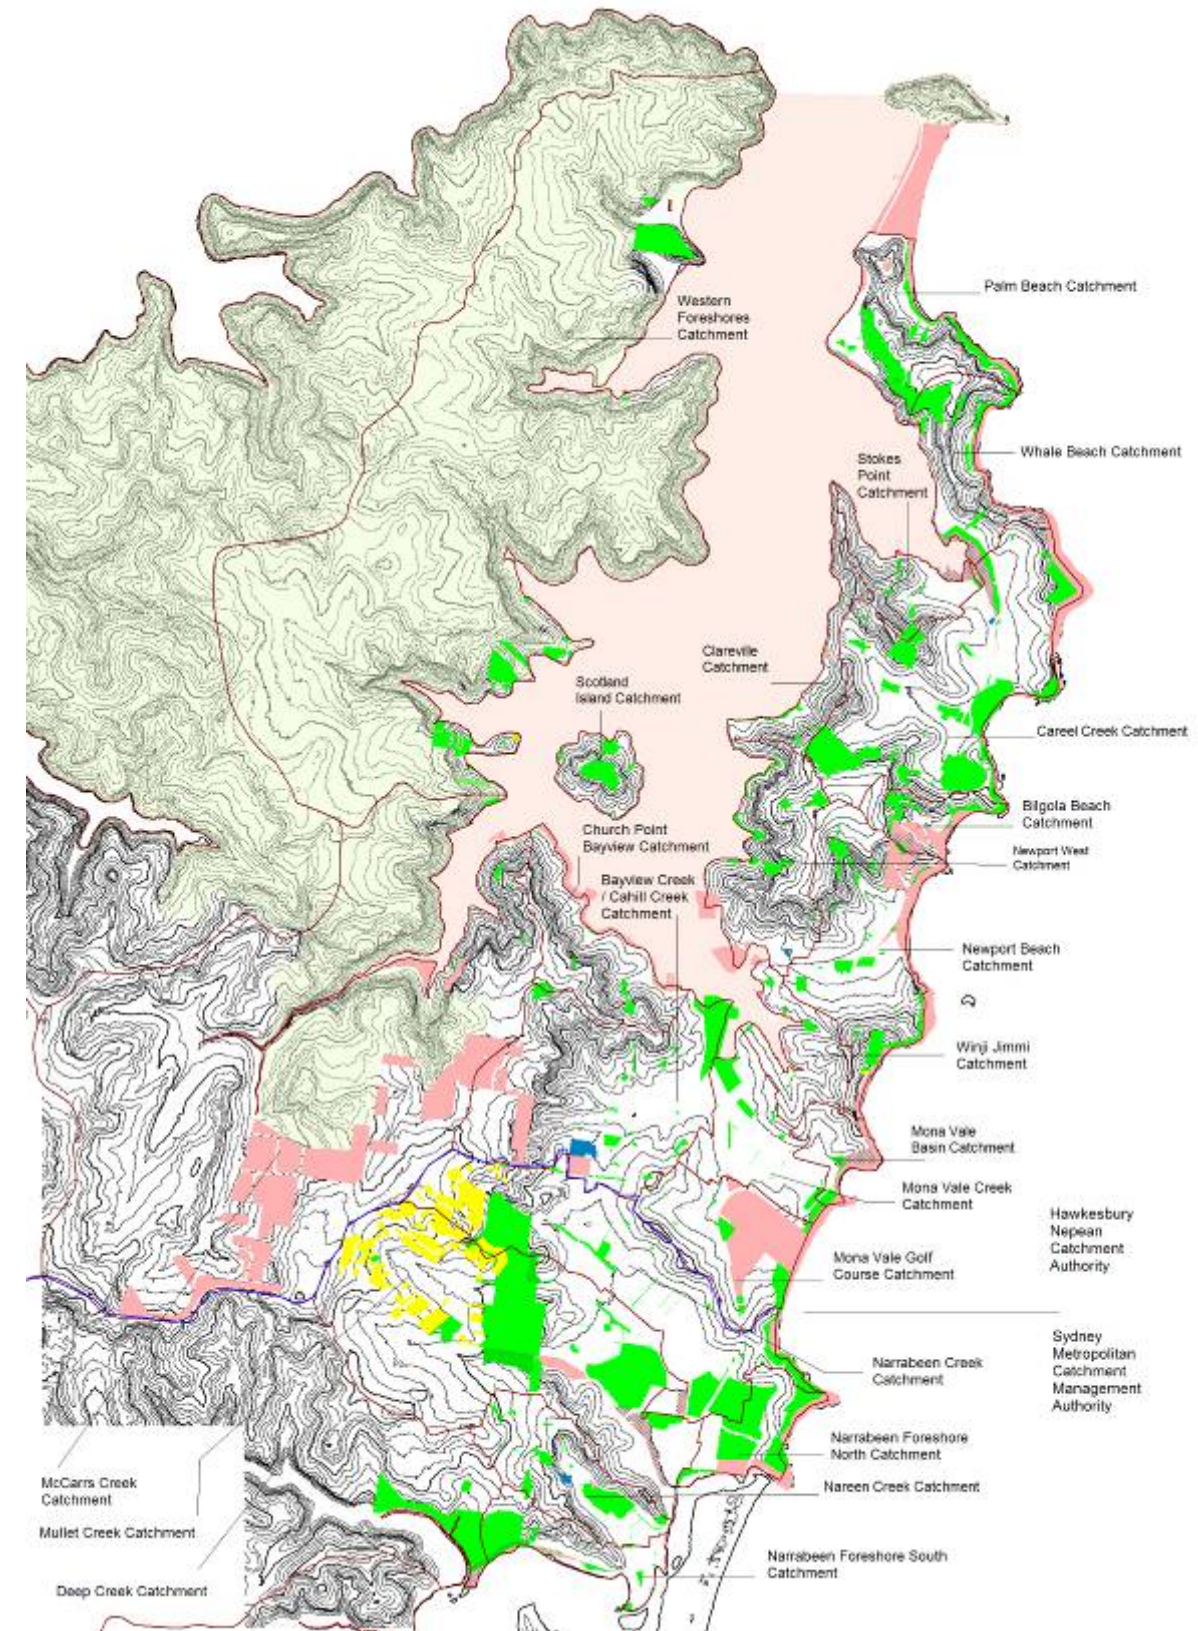 Palm Beach Catchment
Western
Foreshores
Catchment
Whale Beach Catchment
Stokes
Point
Catchment
Clareville
Catchment
Scotland
Island Catchment
Careel Creek Catchment
Bilgola Beach
Catchment
Church Point
Bayview Catchment
Newport West
Catchment
Bayview Creek
/ Cahill Creek
Catchment
Newport Beach
Catchment
Winji Jimmi
Catchment
Mona Vale
Basin Catchment
Mona Vale Creek
Catchment
Hawkesbury
Nepean
Catchment
Authority
Mona Vale Golf
Course Catchment
Sydney
Metropolitan
Catchment
Management
Authority
Narrabeen Creek
Catchment
Narrabeen Foreshore
North Catchment
McCarrs Creek
Catchment
Nareen Creek Catchment
Mullet Creek Catchment
Narrabeen Foreshore South
Catchment
Deep Creek Catchment